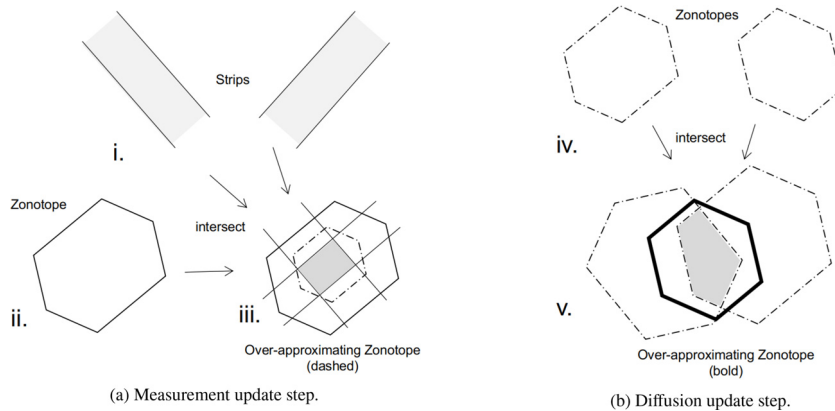 Strips
i.
Zonotope
intersect
ii.
iii.
Over-approximating Zonotope
(dashed)
(a) Measurement update step.
Zonotopes
iv.
intersect
v.
Over-approximating Zonotope
(bold)
(b) Diffusion update step.